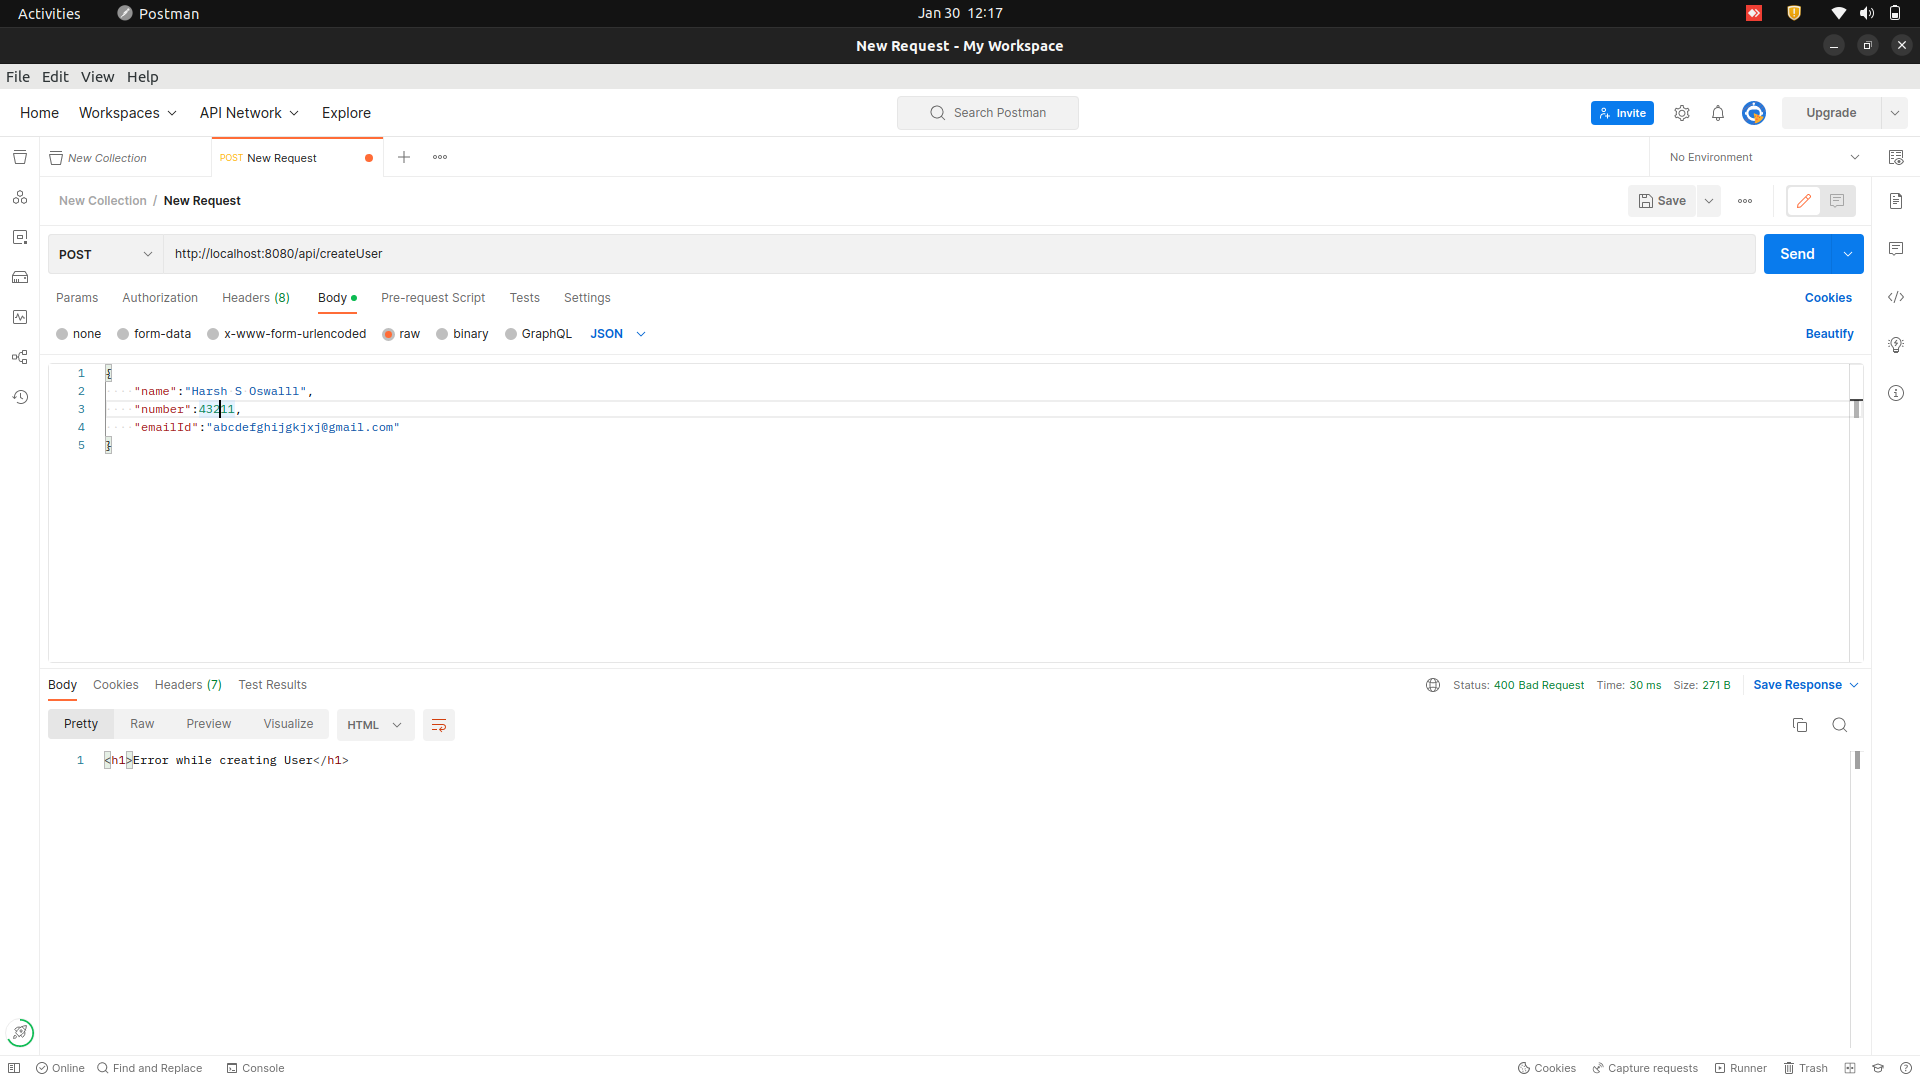 Activities Postman Jan 30 12:17
New Request - My Workspace
File Edit View Help
Home Workspaces API Network Explore Search Postman Invite Upgrade
New Collection POST New Request No Environment
New Collection / New Request Save
POST http://localhost:8080/api/createUser Send
Params Authorization Headers (8) Body Pre-request Script Tests Settings Cookies
none form-data x-www-form-urlencoded raw binary GraphQL JSON Beautify
1 {
2 "name":"Harsh S Oswalll",
3 "number":43211,
4 "emailId":"abcdefghijgkjxj@gmail.com"
5 }
Body Cookies Headers (7) Test Results Status: 400 Bad Request Time: 30 ms Size: 271 B Save Response
Pretty Raw Preview Visualize HTML
1 <h1>Error while creating User</h1>
Online Find and Replace Console Cookies Capture requests Runner Trash